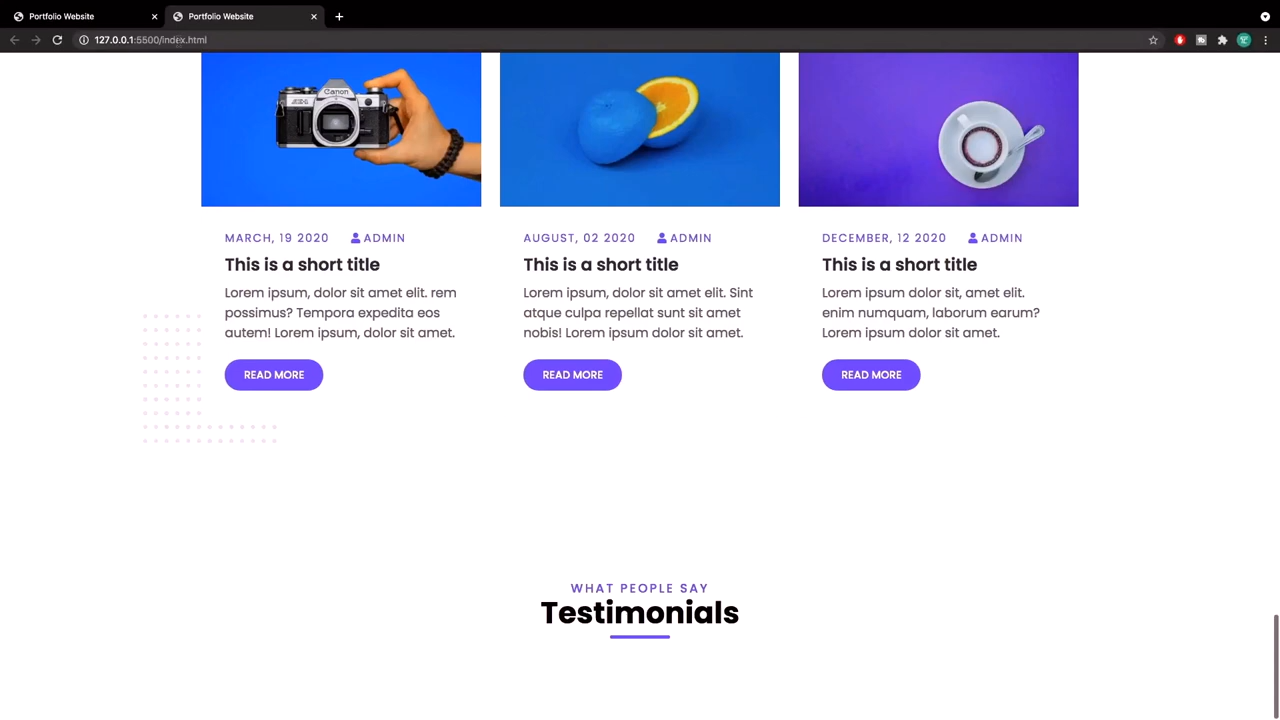 Portfolio Website
Portfolio Website
127.0.0.1:5500/index.html
Canon
MARCH, 19 2020 ADMIN
This is a short title
Lorem ipsum, dolor sit amet elit. rem
possimus? Tempora expedita eos
autem! Lorem ipsum, dolor sit amet.
READ MORE
AUGUST, 02 2020 ADMIN
This is a short title
Lorem ipsum, dolor sit amet elit. Sint
atque culpa repellat sunt sit amet
nobis! Lorem ipsum dolor sit amet.
READ MORE
DECEMBER, 12 2020 ADMIN
This is a short title
Lorem ipsum dolor sit, amet elit.
enim numquam, laborum earum?
Lorem ipsum dolor sit amet.
READ MORE
WHAT PEOPLE SAY
Testimonials